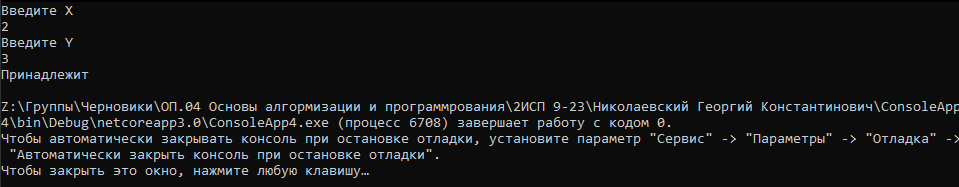 Введите X
2
Введите Y
3
Принадлежит
Z:\Группы\Черновики\ОП.04 Основы алгормизации и программрования\2ИСП 9-23\Николаевский Георгий Константинович\ConsoleApp
4\bin\Debug\netcoreapp3.0\ConsoleApp4.exe (процесс 6708) завершает работу с кодом 0.
Чтобы автоматически закрывать консоль при остановке отладки, установите параметр "Сервис" -> "Параметры" -> "Отладка" ->
"Автоматически закрыть консоль при остановке отладки".
Чтобы закрыть это окно, нажмите любую клавишу…